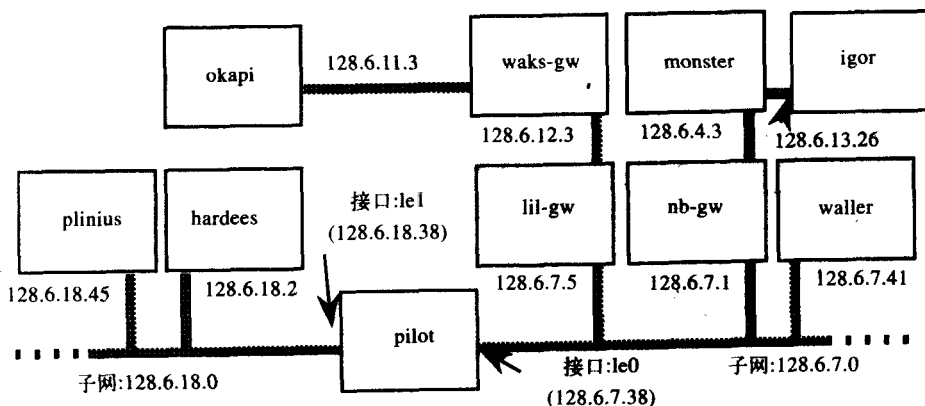 okapi
128.6.11.3
waks-gw
monster
igor
128.6.12.3
128.6.4.3
128.6.13.26
plinius
hardees
接口:le1
(128.6.18.38)
lil-gw
nb-gw
waller
128.6.18.45
128.6.18.2
128.6.7.5
128.6.7.1
128.6.7.41
pilot
子网:128.6.18.0
接口:le0
(128.6.7.38)
子网:128.6.7.0